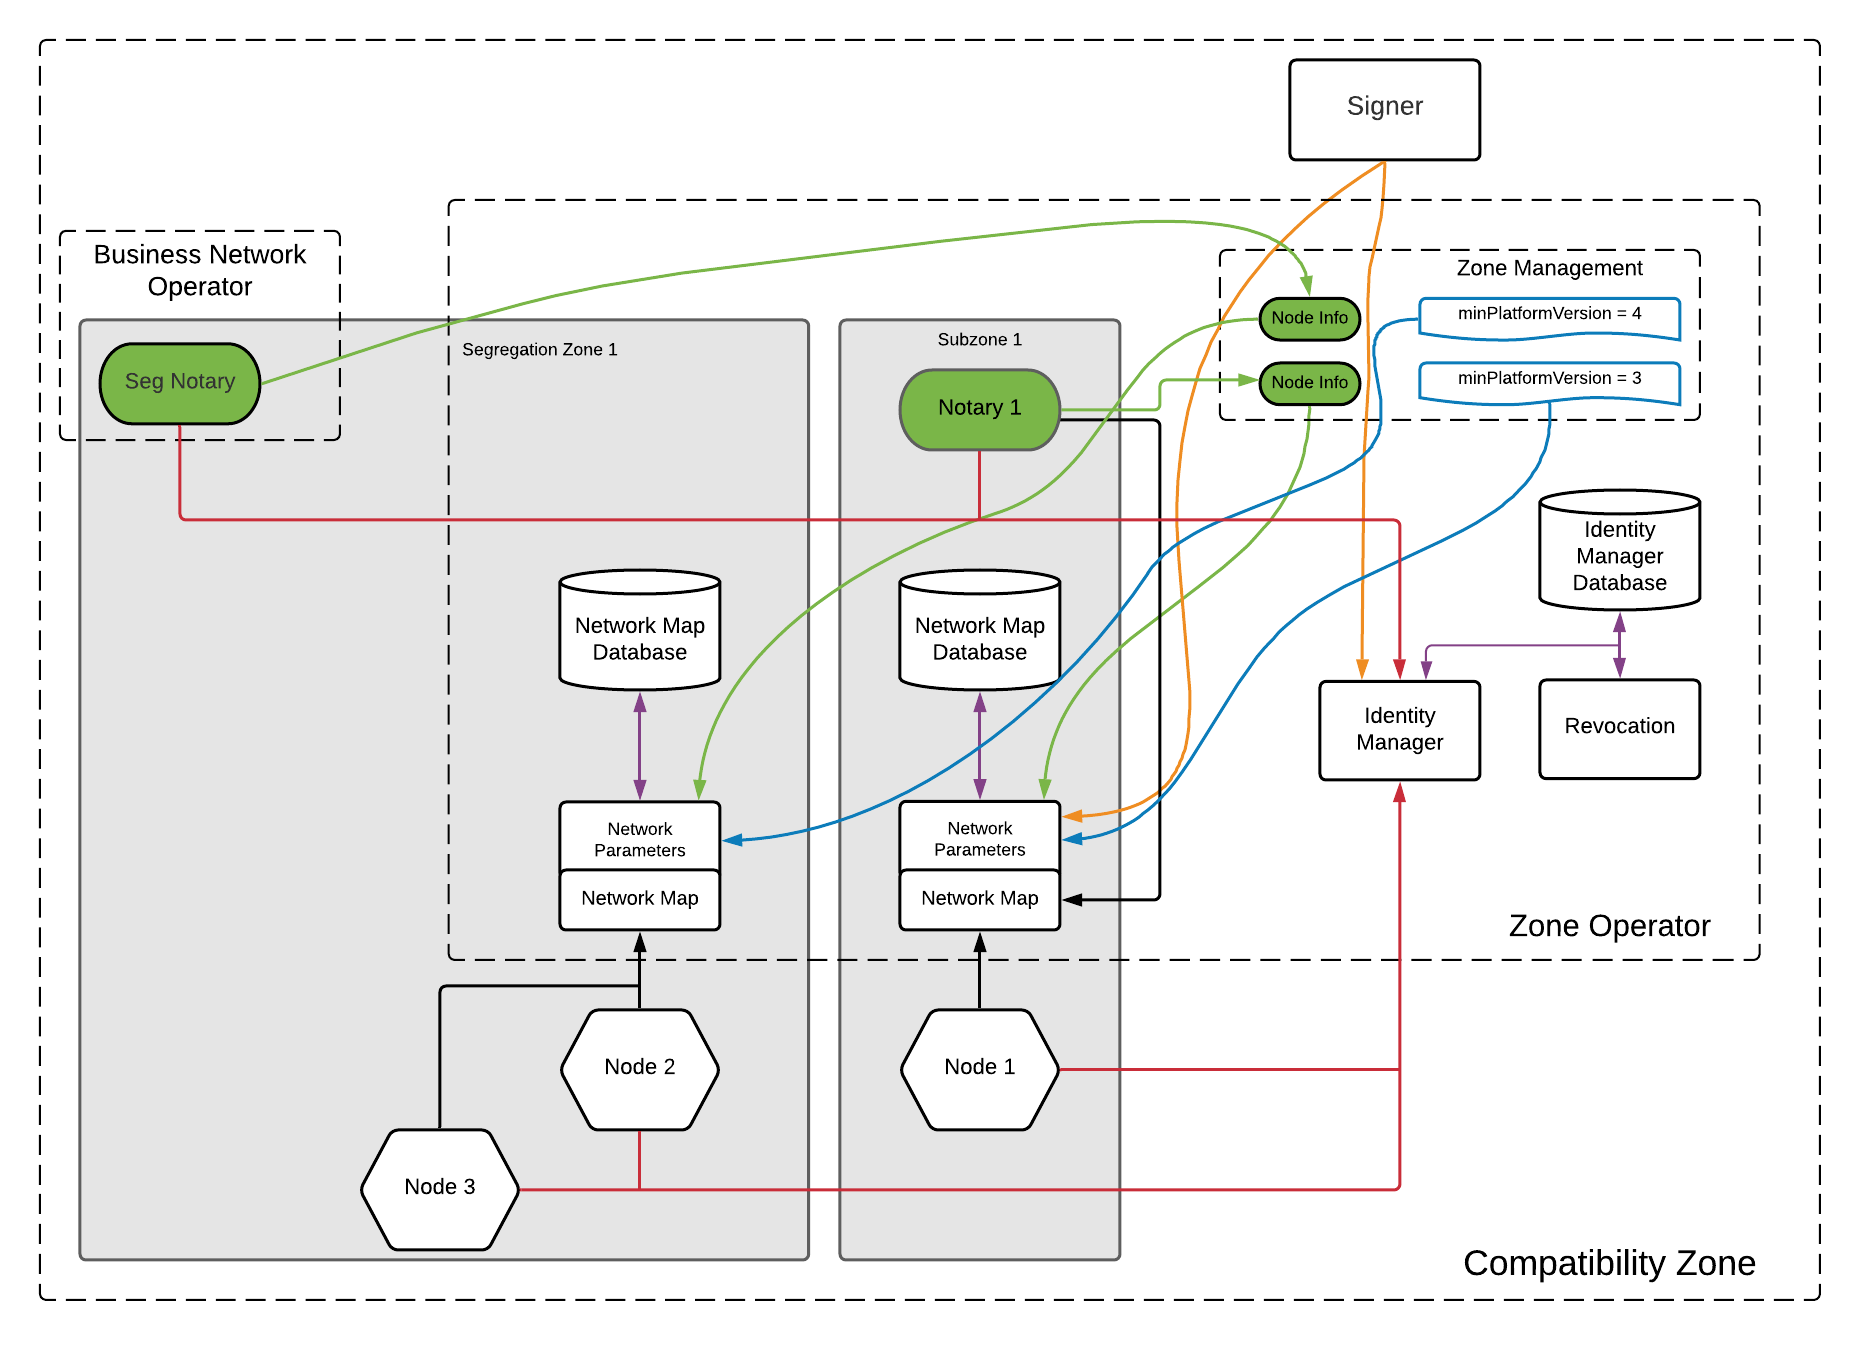 Signer
Business Network
Operator
Zone Management
Node Info
minPlatformVersion = 4
Segregation Zone 1
Subzone 1
Seg Notary
Node Info
minPlatformVersion = 3
Notary 1
Identity
Manager
Database
Network Map
Database
Network Map
Database
Identity
Manager
Revocation
Network
Parameters
Network
Parameters
Network Map
Network Map
Zone Operator
Node 2
Node 1
Node 3
Compatibility Zone